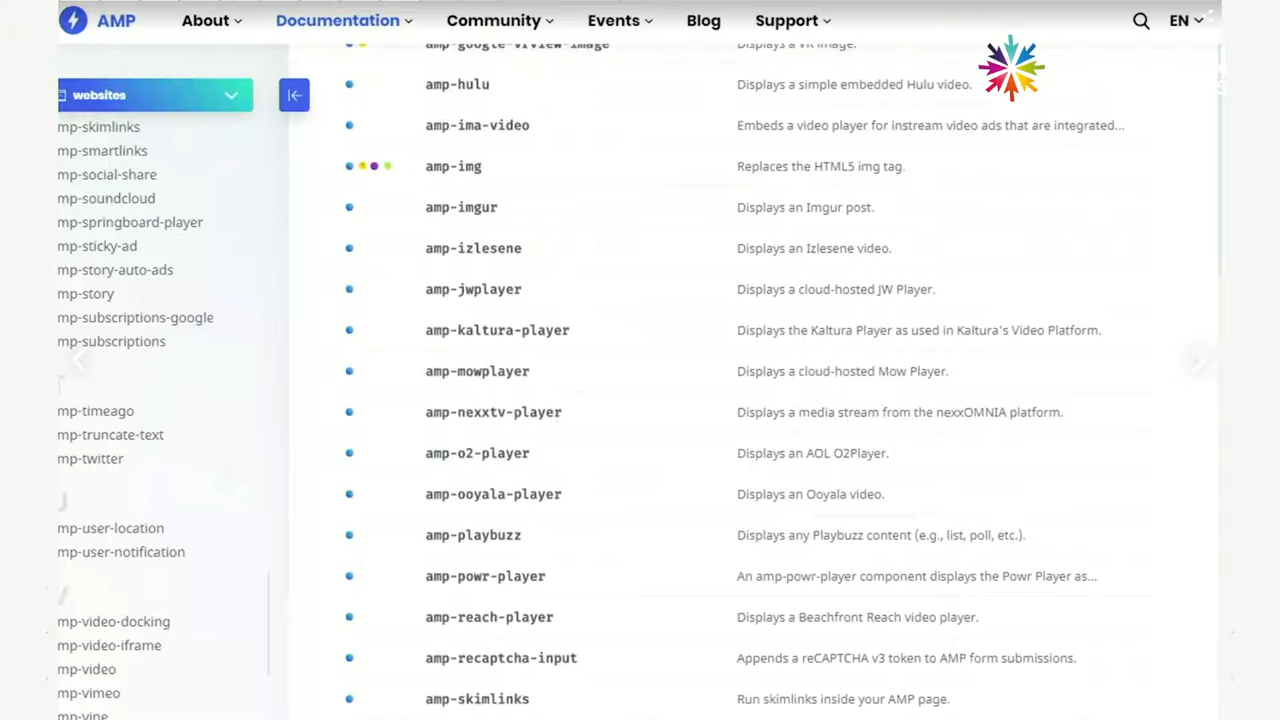 AMP About Documentation Community Events Blog Support EN
websites
mp-skimlinks
mp-smartlinks
mp-social-share
mp-soundcloud
mp-springboard-player
mp-sticky-ad
mp-story-auto-ads
mp-story
mp-subscriptions-google
mp-subscriptions
mp-timeago
mp-truncate-text
mp-twitter
mp-user-location
mp-user-notification
mp-video-docking
mp-video-iframe
mp-video
mp-vimeo
mp-vine
amp-google-vrview-image Displays a VR image.
amp-hulu Displays a simple embedded Hulu video.
amp-ima-video Embeds a video player for instream video ads that are integrated...
amp-img Replaces the HTML5 img tag.
amp-imgur Displays an Imgur post.
amp-izlesene Displays an Izlesene video.
amp-jwplayer Displays a cloud-hosted JW Player.
amp-kaltura-player Displays the Kaltura Player as used in Kaltura's Video Platform.
amp-mowplayer Displays a cloud-hosted Mow Player.
amp-nexxtv-player Displays a media stream from the nexxOMNIA platform.
amp-o2-player Displays an AOL O2Player.
amp-ooyala-player Displays an Ooyala video.
amp-playbuzz Displays any Playbuzz content (e.g., list, poll, etc.).
amp-powr-player An amp-powr-player component displays the Powr Player as...
amp-reach-player Displays a Beachfront Reach video player.
amp-recaptcha-input Appends a reCAPTCHA v3 token to AMP form submissions.
amp-skimlinks Run skimlinks inside your AMP page.